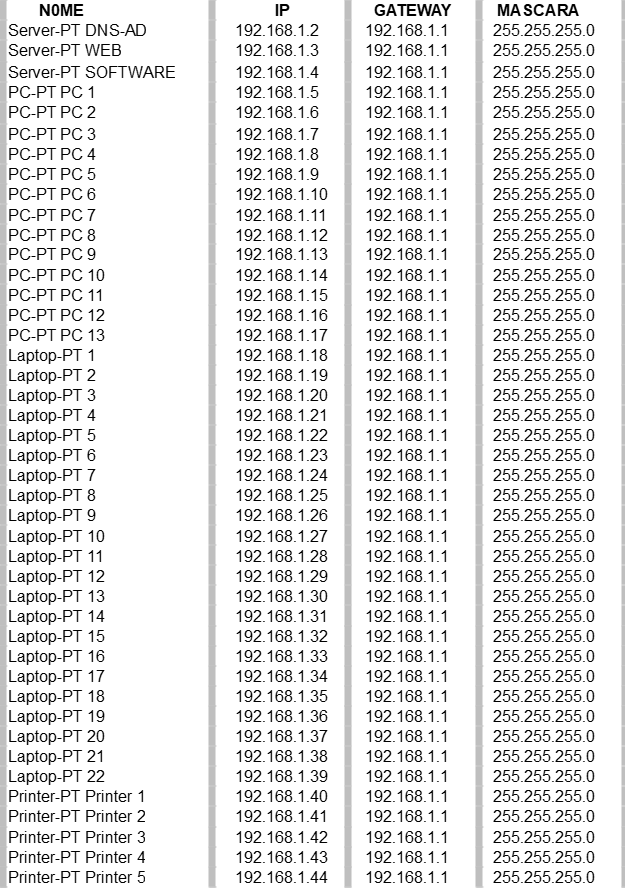 N0ME IP GATEWAY MASCARA
Server-PT DNS-AD 192.168.1.2 192.168.1.1 255.255.255.0
Server-PT WEB 192.168.1.3 192.168.1.1 255.255.255.0
Server-PT SOFTWARE 192.168.1.4 192.168.1.1 255.255.255.0
PC-PT PC 1 192.168.1.5 192.168.1.1 255.255.255.0
PC-PT PC 2 192.168.1.6 192.168.1.1 255.255.255.0
PC-PT PC 3 192.168.1.7 192.168.1.1 255.255.255.0
PC-PT PC 4 192.168.1.8 192.168.1.1 255.255.255.0
PC-PT PC 5 192.168.1.9 192.168.1.1 255.255.255.0
PC-PT PC 6 192.168.1.10 192.168.1.1 255.255.255.0
PC-PT PC 7 192.168.1.11 192.168.1.1 255.255.255.0
PC-PT PC 8 192.168.1.12 192.168.1.1 255.255.255.0
PC-PT PC 9 192.168.1.13 192.168.1.1 255.255.255.0
PC-PT PC 10 192.168.1.14 192.168.1.1 255.255.255.0
PC-PT PC 11 192.168.1.15 192.168.1.1 255.255.255.0
PC-PT PC 12 192.168.1.16 192.168.1.1 255.255.255.0
PC-PT PC 13 192.168.1.17 192.168.1.1 255.255.255.0
Laptop-PT 1 192.168.1.18 192.168.1.1 255.255.255.0
Laptop-PT 2 192.168.1.19 192.168.1.1 255.255.255.0
Laptop-PT 3 192.168.1.20 192.168.1.1 255.255.255.0
Laptop-PT 4 192.168.1.21 192.168.1.1 255.255.255.0
Laptop-PT 5 192.168.1.22 192.168.1.1 255.255.255.0
Laptop-PT 6 192.168.1.23 192.168.1.1 255.255.255.0
Laptop-PT 7 192.168.1.24 192.168.1.1 255.255.255.0
Laptop-PT 8 192.168.1.25 192.168.1.1 255.255.255.0
Laptop-PT 9 192.168.1.26 192.168.1.1 255.255.255.0
Laptop-PT 10 192.168.1.27 192.168.1.1 255.255.255.0
Laptop-PT 11 192.168.1.28 192.168.1.1 255.255.255.0
Laptop-PT 12 192.168.1.29 192.168.1.1 255.255.255.0
Laptop-PT 13 192.168.1.30 192.168.1.1 255.255.255.0
Laptop-PT 14 192.168.1.31 192.168.1.1 255.255.255.0
Laptop-PT 15 192.168.1.32 192.168.1.1 255.255.255.0
Laptop-PT 16 192.168.1.33 192.168.1.1 255.255.255.0
Laptop-PT 17 192.168.1.34 192.168.1.1 255.255.255.0
Laptop-PT 18 192.168.1.35 192.168.1.1 255.255.255.0
Laptop-PT 19 192.168.1.36 192.168.1.1 255.255.255.0
Laptop-PT 20 192.168.1.37 192.168.1.1 255.255.255.0
Laptop-PT 21 192.168.1.38 192.168.1.1 255.255.255.0
Laptop-PT 22 192.168.1.39 192.168.1.1 255.255.255.0
Printer-PT Printer 1 192.168.1.40 192.168.1.1 255.255.255.0
Printer-PT Printer 2 192.168.1.41 192.168.1.1 255.255.255.0
Printer-PT Printer 3 192.168.1.42 192.168.1.1 255.255.255.0
Printer-PT Printer 4 192.168.1.43 192.168.1.1 255.255.255.0
Printer-PT Printer 5 192.168.1.44 192.168.1.1 255.255.255.0